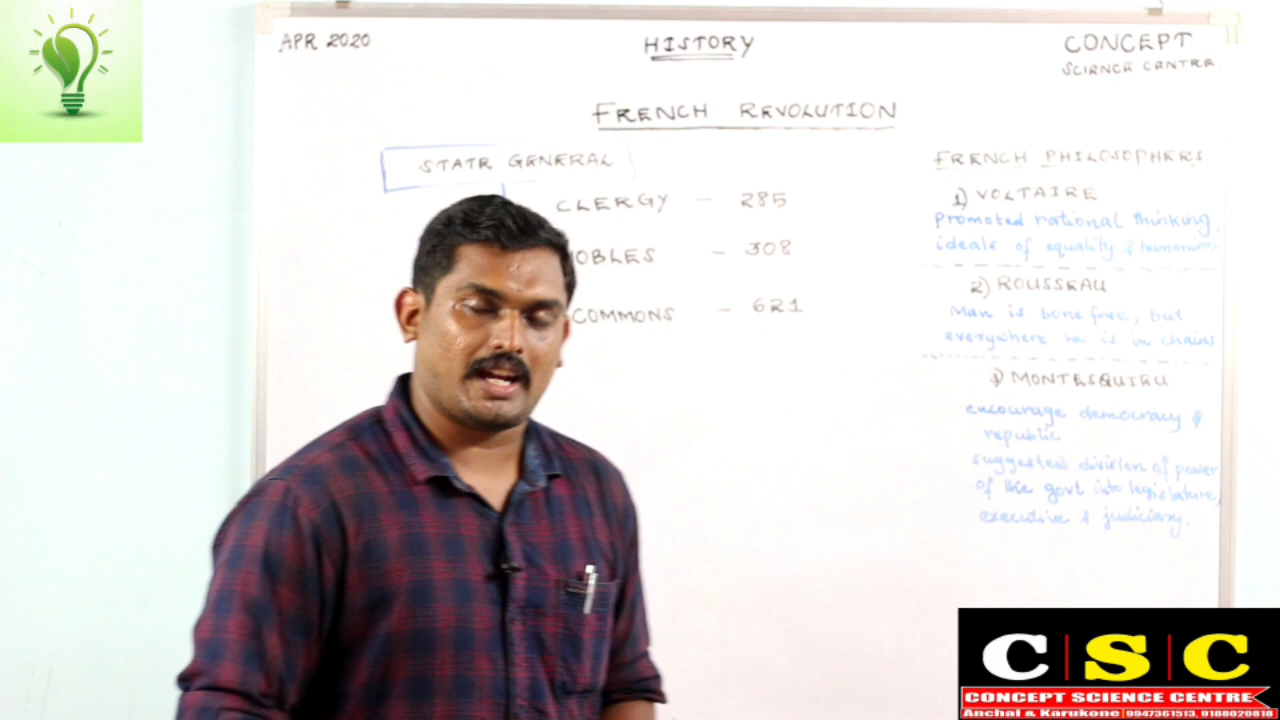 APR 2020
HISTORY
CONCEPT
SCIENCE CENTRE.
FRENCH REVOLUTION
STATE GENERAL
CLERGY - 285
OBLES - 308
COMMONS - 621
FRENCH PHILOSOPHERS
1) VOLTAIRE
promoted rational thinking,
ideals of equality & humanism.
2) ROUSSEAU
Man is bone free, but
everywhere he is in chains.
3) MONTESQUIEU
encourage democracy &
republic
suggested division of power
of the govt into legislature,
executive & judiciary.
CSC
CONCEPT SCIENCE CENTRE
Anchal & Karukone 9947361513, 9188020818